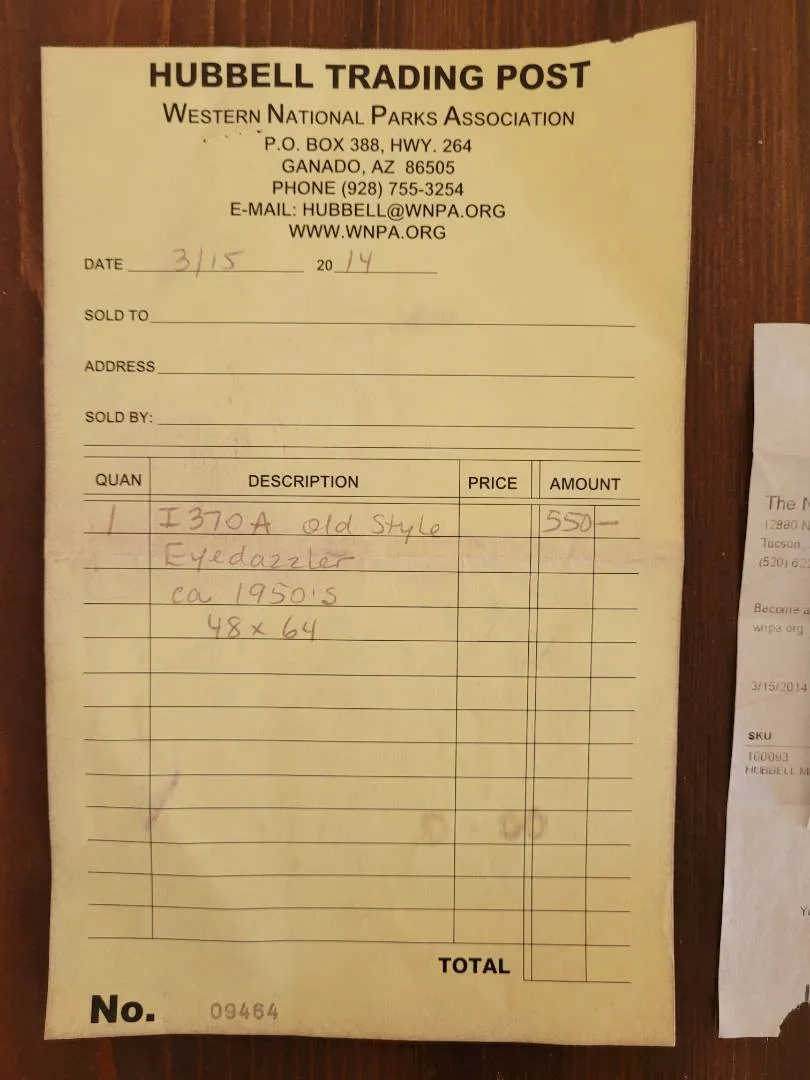 HUBBELL TRADING POST
WESTERN NATIONAL PARKS ASSOCIATION
P.O. BOX 388, HWY. 264
GANADO, AZ 86505
PHONE (928) 755-3254
E-MAIL: HUBBELL@WNPA.ORG
WWW.WNPA.ORG
DATE 3/15 20 14
SOLD TO
ADDRESS
SOLD BY:
QUAN DESCRIPTION PRICE AMOUNT
1 I370A Old Style 550-
Eyedazzler
ca 1950's
48 x 64
TOTAL
No. 09464
The
12880 N
Tucson
(520)
Become a
wnpa org
3/15/2014
SKU
160093
HUBBELL M